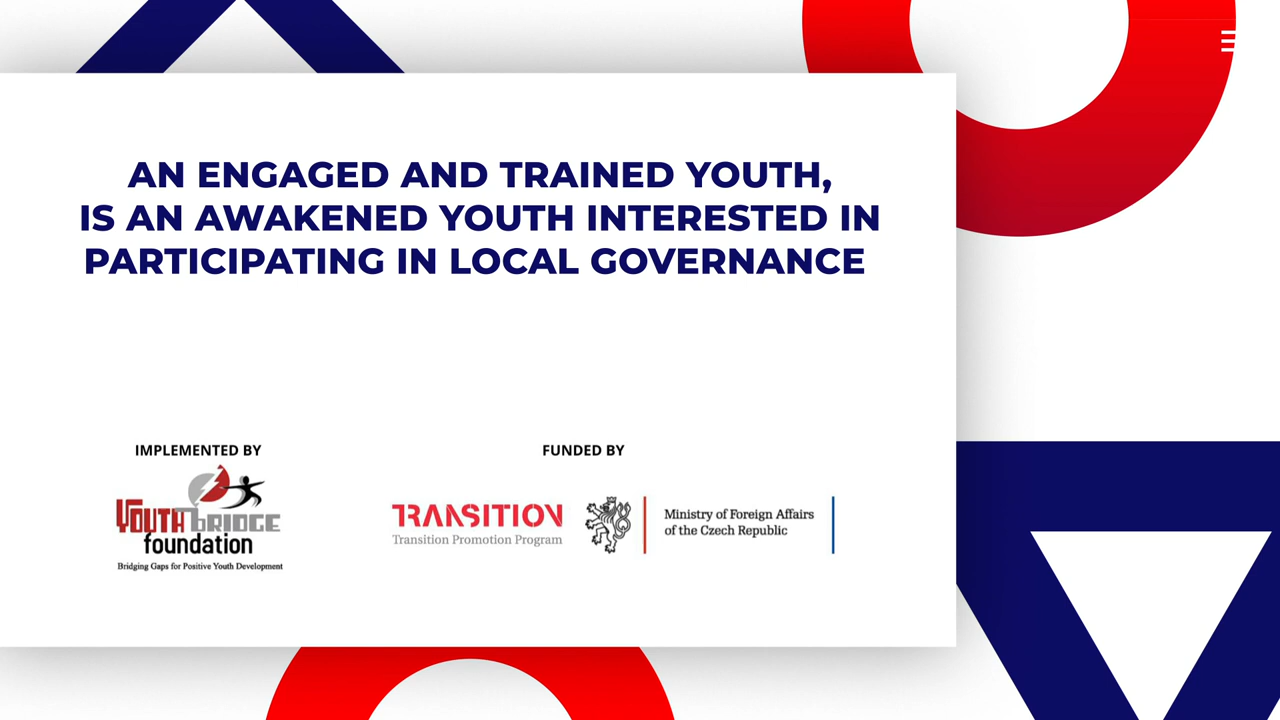 AN ENGAGED AND TRAINED YOUTH,
IS AN AWAKENED YOUTH INTERESTED IN
PARTICIPATING IN LOCAL GOVERNANCE
IMPLEMENTED BY
YOUTH BRIDGE
foundation
Bridging Gaps for Positive Youth Development
FUNDED BY
TRANSITION
Transition Promotion Program
Ministry of Foreign Affairs
of the Czech Republic